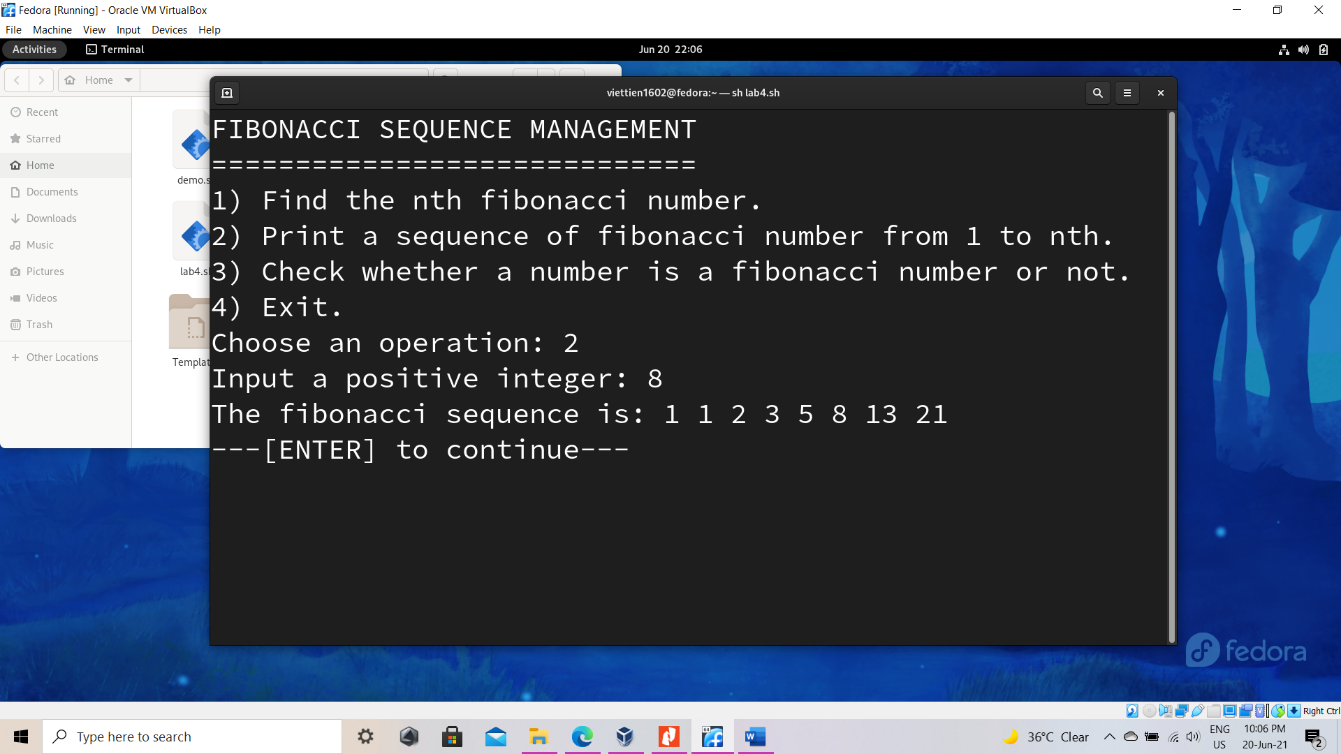 Fedora [Running] - Oracle VM VirtualBox
File Machine View Input Devices Help
Activities Terminal Jun 20 22:06
Home
viettien1602@fedora:~ — sh lab4.sh
Recent
Starred
Home
Documents
Downloads
Music
Pictures
Videos
Trash
+ Other Locations
demo.s
lab4.s
Templat
FIBONACCI SEQUENCE MANAGEMENT
=============================
1) Find the nth fibonacci number.
2) Print a sequence of fibonacci number from 1 to nth.
3) Check whether a number is a fibonacci number or not.
4) Exit.
Choose an operation: 2
Input a positive integer: 8
The fibonacci sequence is: 1 1 2 3 5 8 13 21
---[ENTER] to continue---
fedora
Right Ctrl
Type here to search
36°C Clear
ENG
US
10:06 PM
20-Jun-21
2